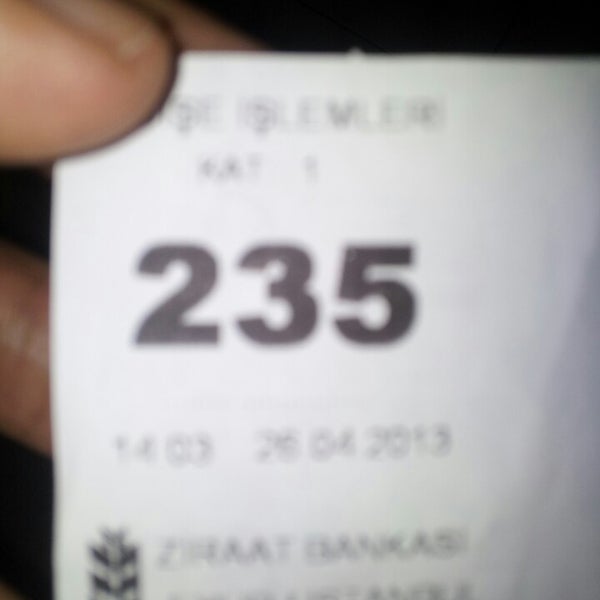 İŞLEMLERİ
KAT 1
235
14:03 26.04.2013
ZİRAAT BANKASI